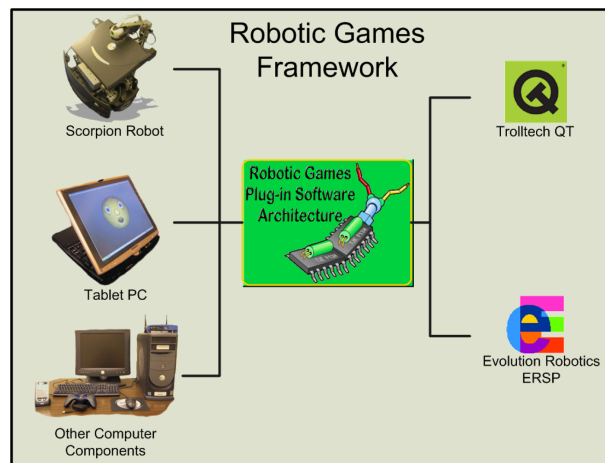 Robotic Games
Framework
Scorpion Robot
Trolltech QT
Robotic Games
Plug-in Software
Architecture
Tablet PC
Evolution Robotics
ERSP
Other Computer
Components